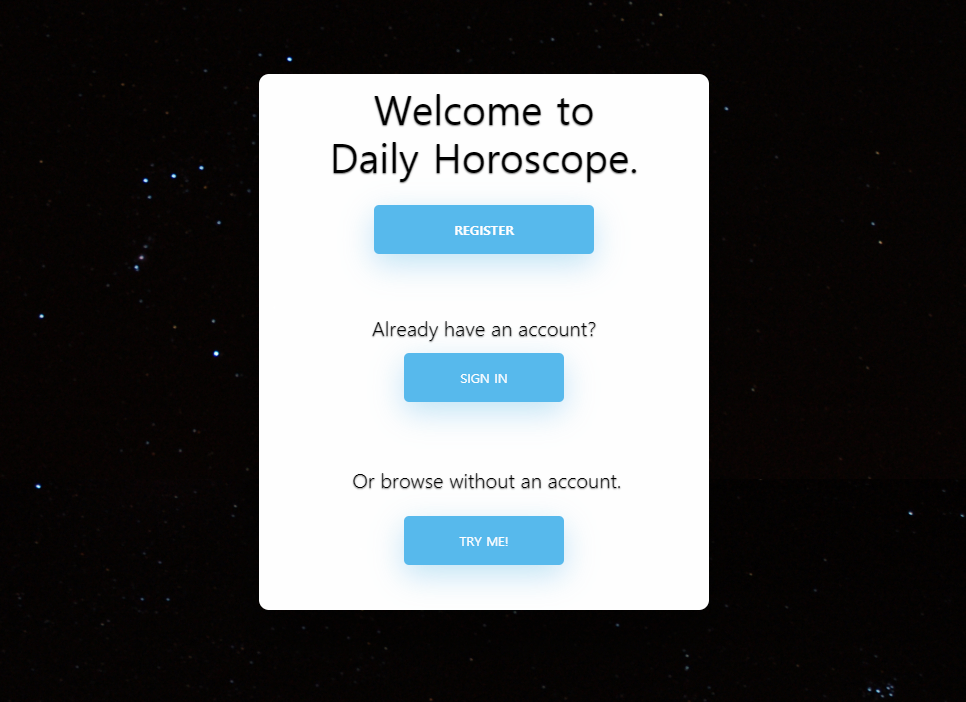 Welcome to
Daily Horoscope.
REGISTER
Already have an account?
SIGN IN
Or browse without an account.
TRY ME!